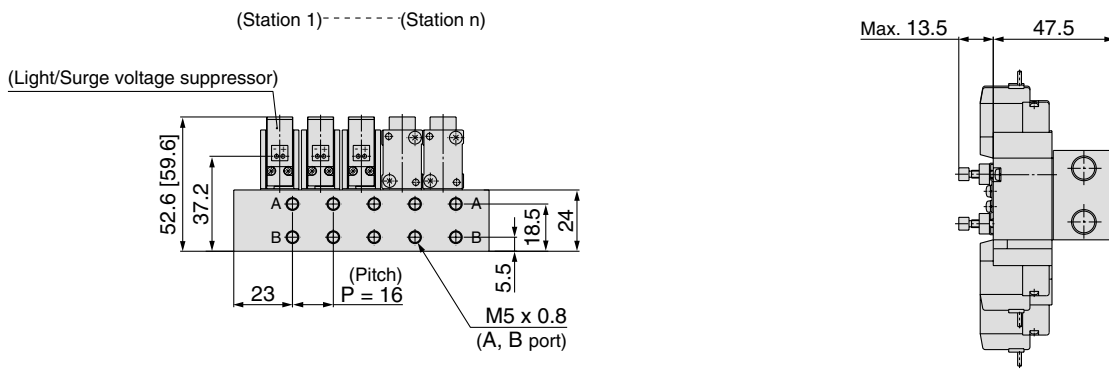 (Station 1) (Station n)
Max. 13.5
47.5
(Light/Surge voltage suppressor)
52.6 [59.6]
37.2
A
A
B
B
18.5
24
5.5
23
(Pitch)
P = 16
M5 x 0.8
(A, B port)